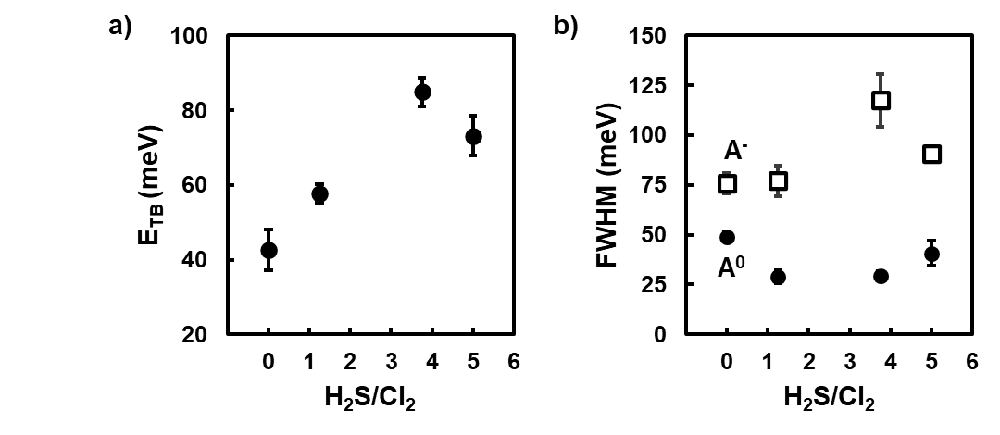 a)
E_TB (meV)
100
80
60
40
20
0 1 2 3 4 5 6
H₂S/Cl₂
b)
FWHM (meV)
150
125
100
75
50
25
0
A⁻
A⁰
0 1 2 3 4 5 6
H₂S/Cl₂